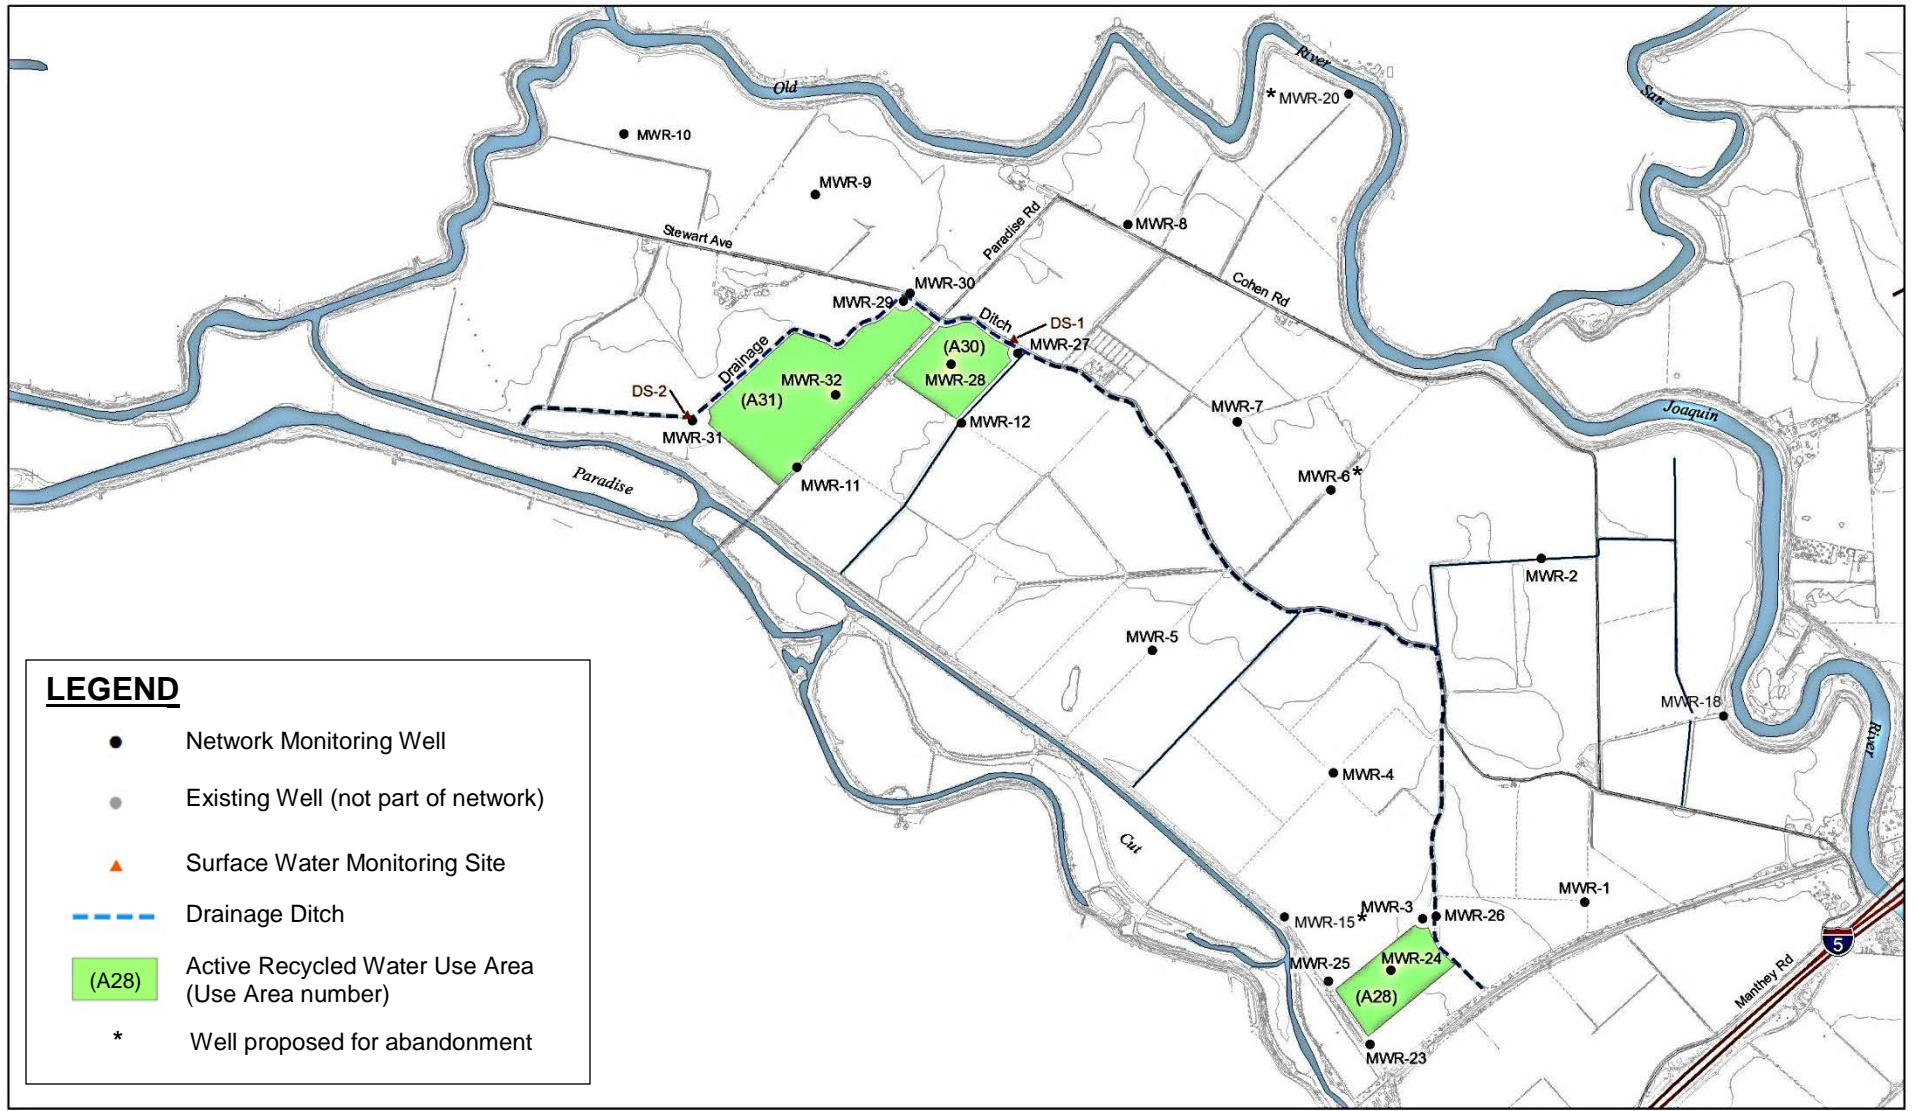 Old
River
* MWR-20
San
MWR-10
MWR-9
Stewart Ave
Paradise Rd
MWR-8
Cohen Rd
MWR-30
MWR-29
Ditch
DS-1
MWR-27
Drainage
(A30)
MWR-28
MWR-32
(A31)
DS-2
MWR-31
MWR-12
MWR-7
Joaquin
MWR-11
Paradise
MWR-6*
MWR-2
MWR-5
MWR-18
River
MWR-4
Cut
MWR-1
MWR-15*
MWR-3
MWR-26
MWR-25
MWR-24
(A28)
MWR-23
5
Manthey Rd
LEGEND
Network Monitoring Well
Existing Well (not part of network)
Surface Water Monitoring Site
Drainage Ditch
(A28)
Active Recycled Water Use Area
(Use Area number)
* Well proposed for abandonment